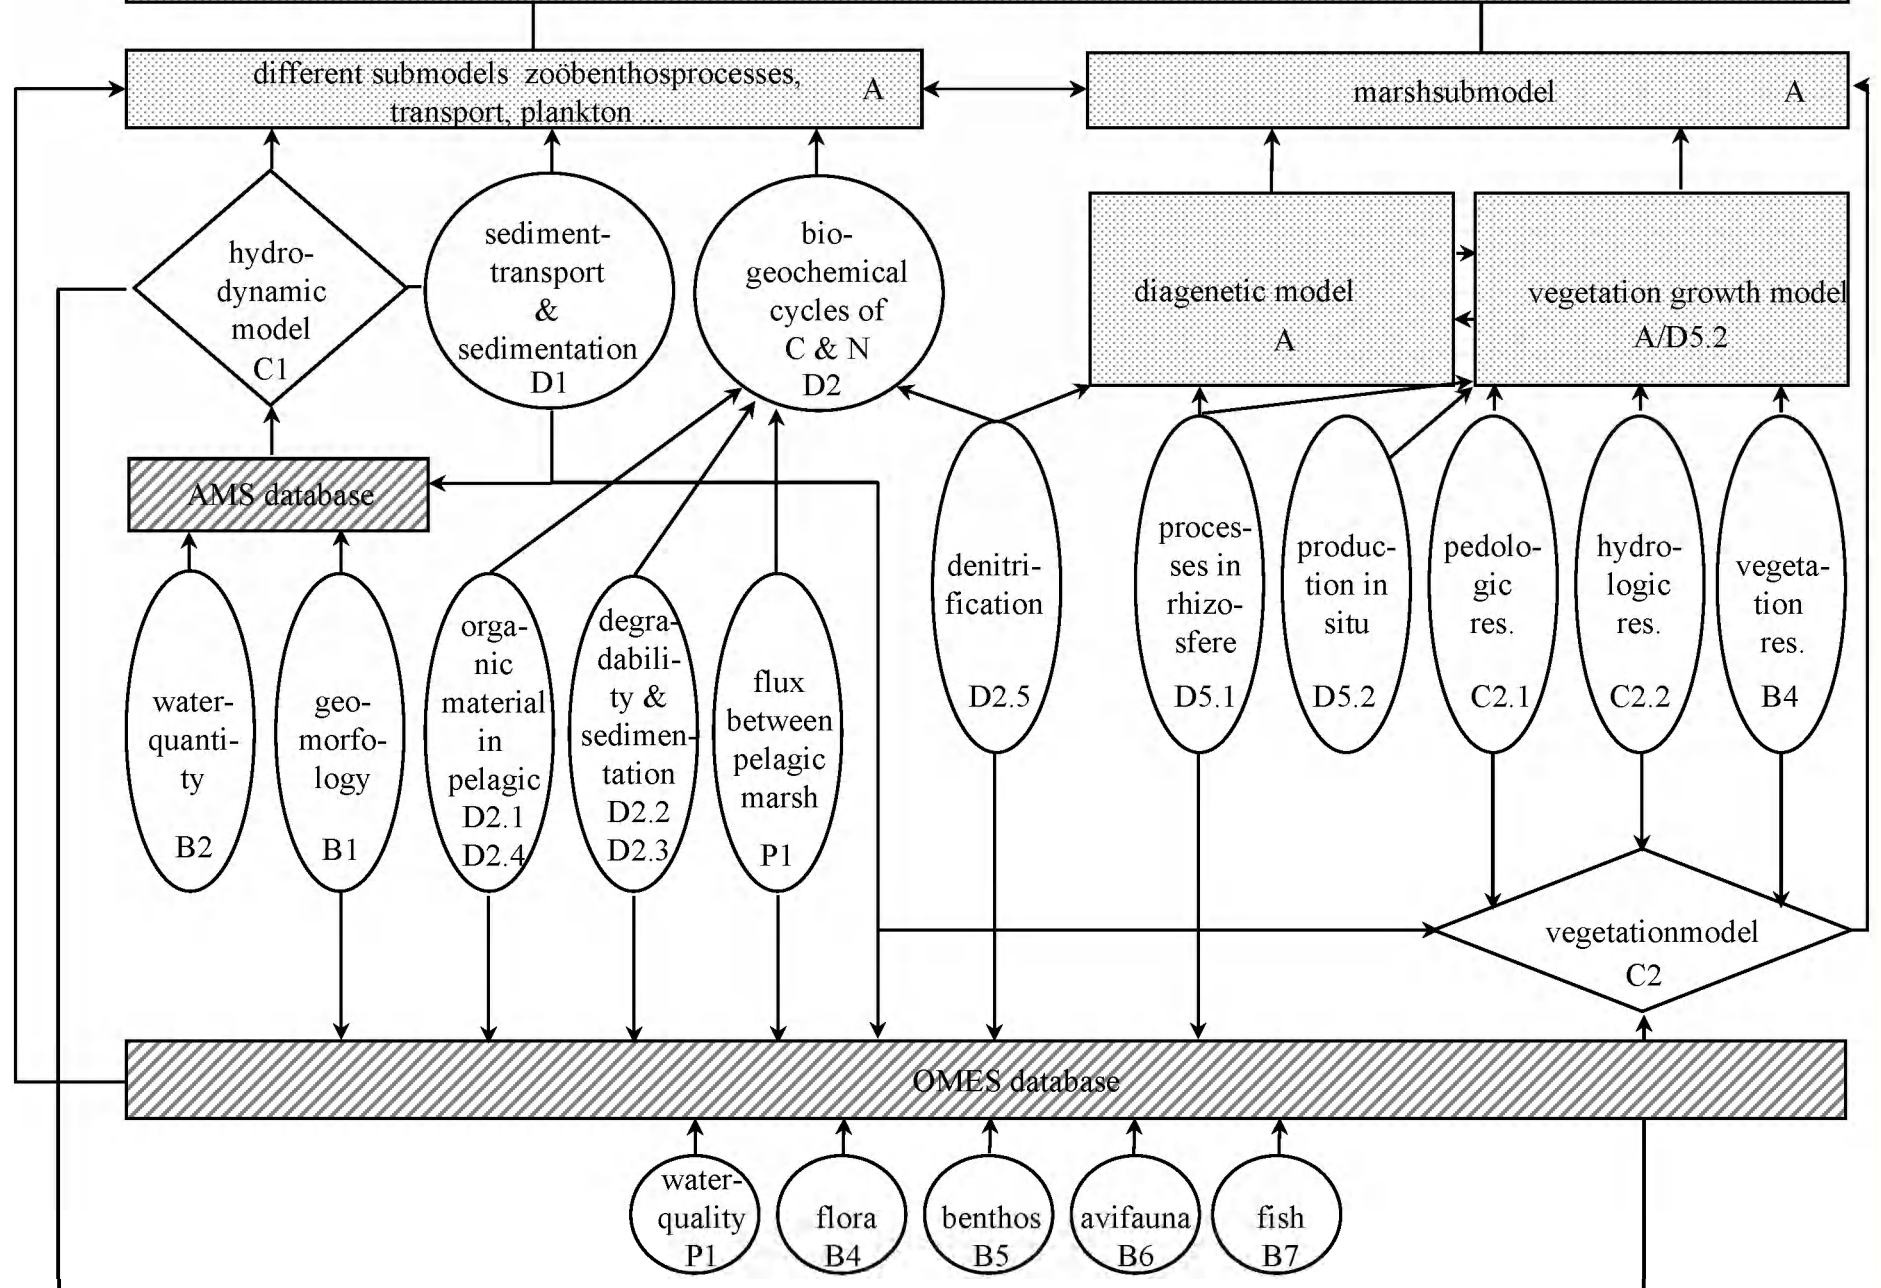 different submodels zoöbenthosprocesses,
transport, plankton ...
A
marshsubmodel
A
hydro-
dynamic
model
C1
sediment-
transport
&
sedimentation
D1
bio-
geochemical
cycles of
C & N
D2
diagenetic model
A
vegetation growth model
A/D5.2
AMS database
water-
quanti-
ty
B2
geo-
morfo-
logy
B1
orga-
nic
material
in
pelagic
D2.1
D2.4
degra-
dabili-
ty &
sedimen-
tation
D2.2
D2.3
flux
between
pelagic
marsh
P1
denitri-
fication
D2.5
proces-
ses in
rhizo-
sfere
D5.1
produc-
tion in
situ
D5.2
pedolo-
gic
res.
C2.1
hydro-
logic
res.
C2.2
vegeta-
tion
res.
B4
vegetationmodel
C2
OMES database
water-
quality
P1
flora
B4
benthos
B5
avifauna
B6
fish
B7